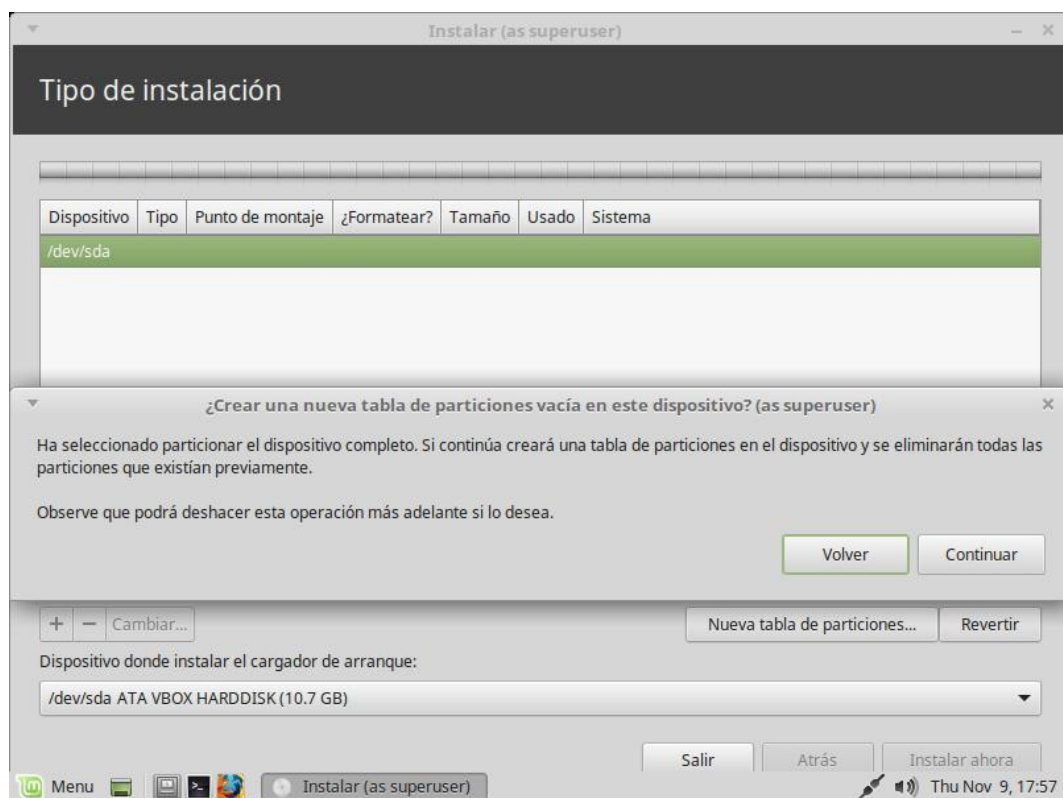 Instalar (as superuser)
Tipo de instalación
Dispositivo Tipo Punto de montaje ¿Formatear? Tamaño Usado Sistema
/dev/sda
¿Crear una nueva tabla de particiones vacía en este dispositivo? (as superuser)
Ha seleccionado particionar el dispositivo completo. Si continúa creará una tabla de particiones en el dispositivo y se eliminarán todas las
particiones que existían previamente.
Observe que podrá deshacer esta operación más adelante si lo desea.
Volver Continuar
+ − Cambiar... Nueva tabla de particiones... Revertir
Dispositivo donde instalar el cargador de arranque:
/dev/sda ATA VBOX HARDDISK (10.7 GB)
Salir Atrás Instalar ahora
Menu Instalar (as superuser) Thu Nov 9, 17:57